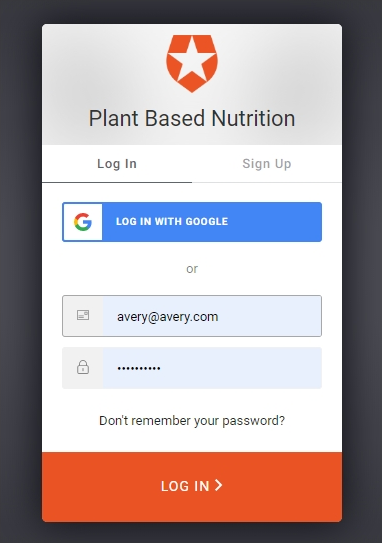 Plant Based Nutrition
Log In
Sign Up
LOG IN WITH GOOGLE
or
avery@avery.com
••••••••••
Don't remember your password?
LOG IN